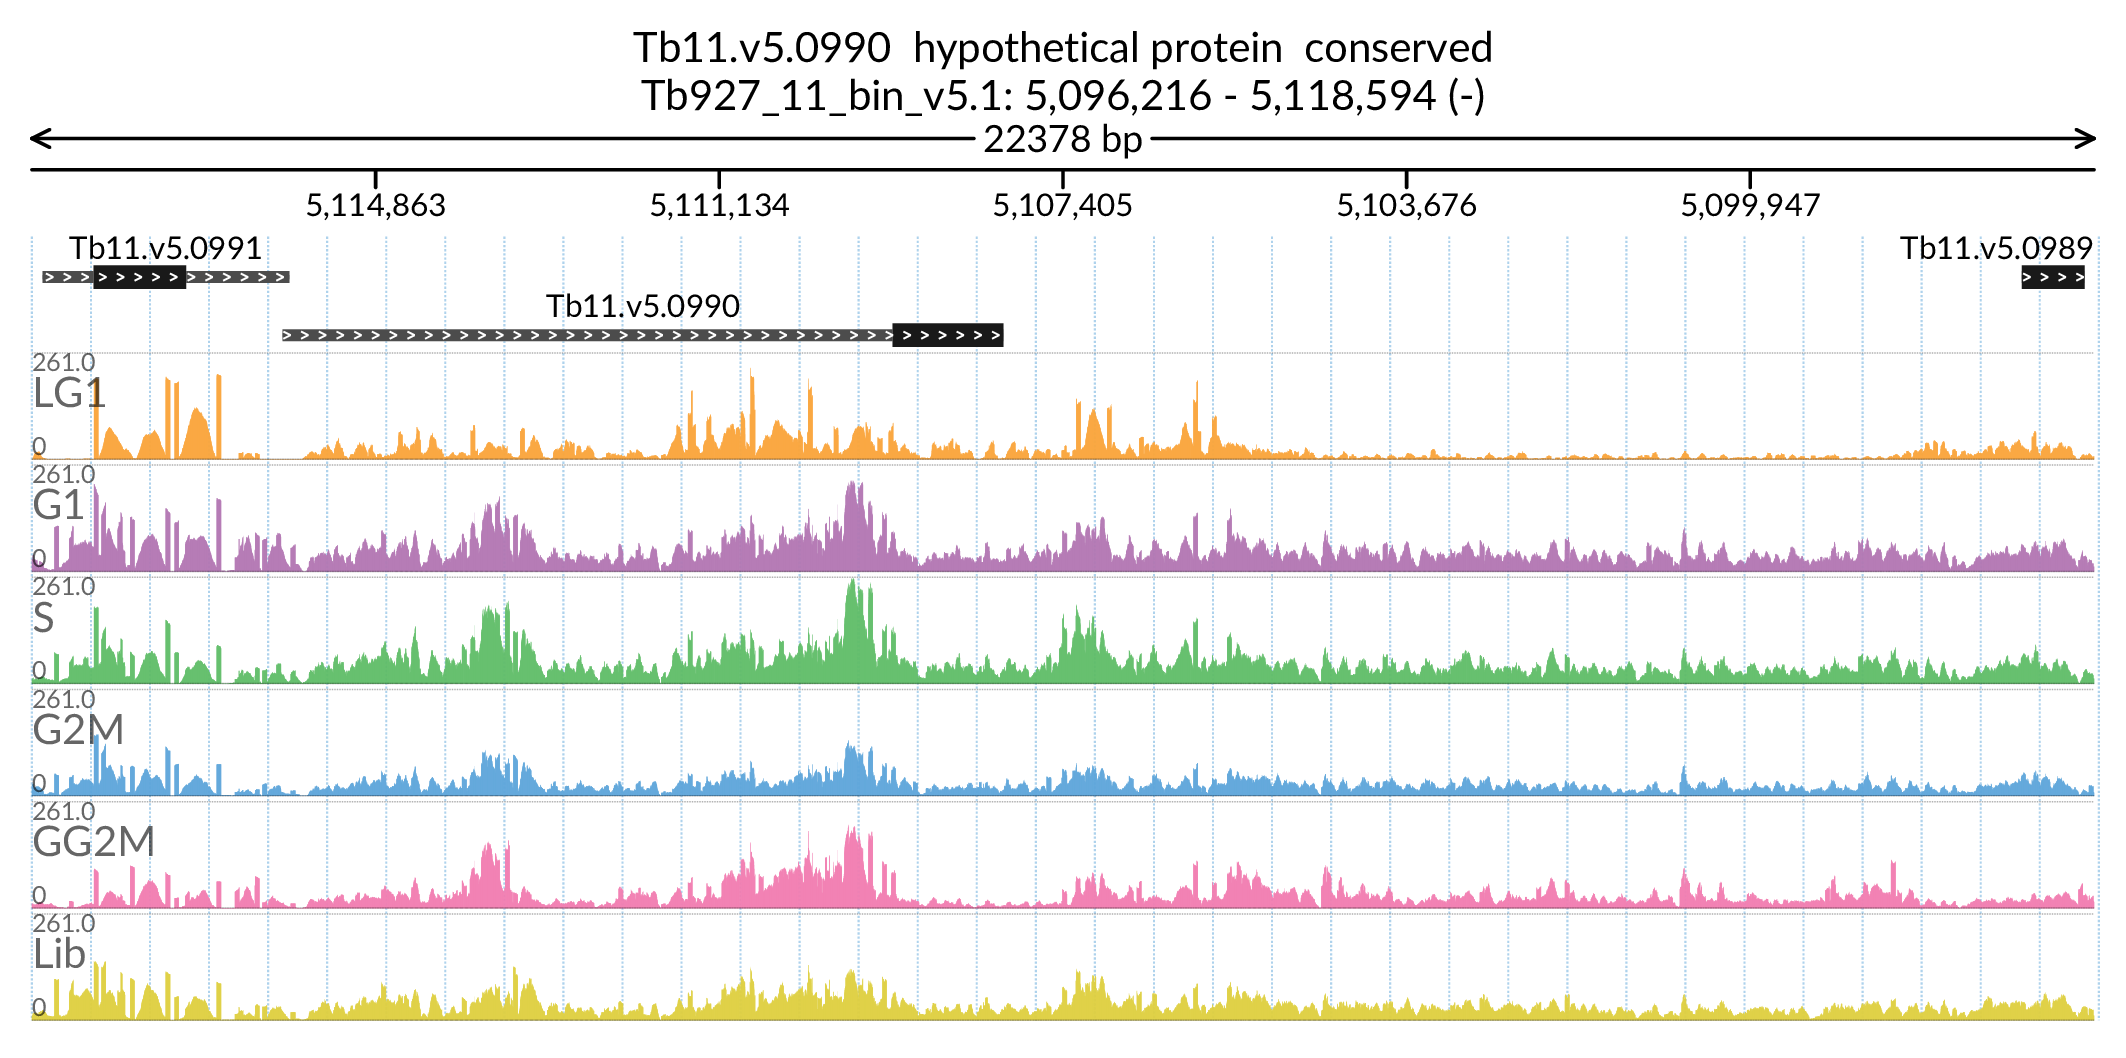 Tb11.v5.0990  hypothetical protein  conserved
Tb927_11_bin_v5.1: 5,096,216 - 5,118,594 (-)
22378 bp
5,114,863 5,111,134 5,107,405 5,103,676 5,099,947
Tb11.v5.0991 Tb11.v5.0989
Tb11.v5.0990
261.0
LG1
0
261.0
G1
0
261.0
S
0
261.0
G2M
0
261.0
GG2M
0
261.0
Lib
0